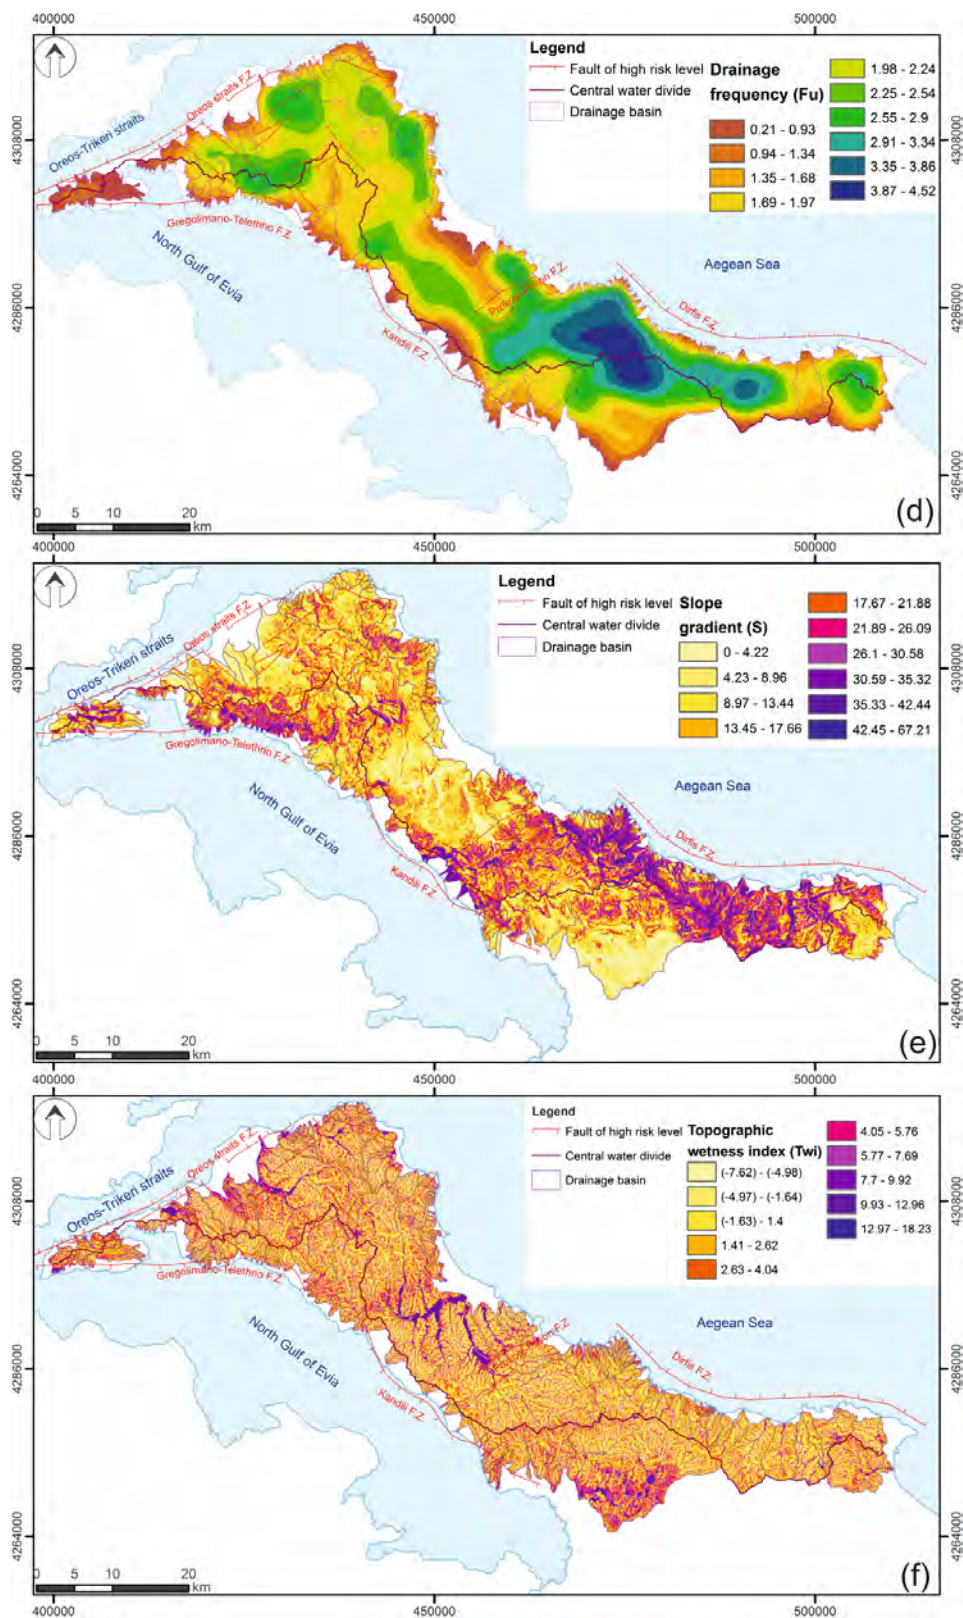 400000
450000
500000
Legend
Fault of high risk level
Central water divide
Drainage basin
Drainage
frequency (Fu)
0.21 - 0.93
0.94 - 1.34
1.35 - 1.68
1.69 - 1.97
1.98 - 2.24
2.25 - 2.54
2.55 - 2.9
2.91 - 3.34
3.35 - 3.86
3.87 - 4.52
Oreos straits F.Z.
Oreos-Trikeri straits
4308000
4308000
Gregolimano-Telethrio F.Z.
North Gulf of Evia
Aegean Sea
Dirfis F.Z.
4286000
4286000
Kandili F.Z.
4264000
4264000
0 5 10 20
km
(d)
400000
450000
500000
Legend
Fault of high risk level
Central water divide
Drainage basin
Slope
gradient (S)
0 - 4.22
4.23 - 8.96
8.97 - 13.44
13.45 - 17.66
17.67 - 21.88
21.89 - 26.09
26.1 - 30.58
30.59 - 35.32
35.33 - 42.44
42.45 - 67.21
Oreos straits F.Z.
Oreos-Triken straits
4308000
4308000
Gregolimano-Telethrio F.Z.
North Gulf of Evia
Aegean Sea
Dirfis F.Z.
4286000
4286000
Kandili F.Z.
4264000
4264000
0 5 10 20
km
(e)
400000
450000
500000
Legend
Fault of high risk level
Central water divide
Drainage basin
Topographic
wetness index (Twi)
(-7.62) - (-4.98)
(-4.97) - (-1.64)
(-1.63) - 1.4
1.41 - 2.62
2.63 - 4.04
4.05 - 5.76
5.77 - 7.69
7.7 - 9.92
9.93 - 12.96
12.97 - 18.23
Oreos straits F.Z.
Oreos-Triken straits
4308000
4308000
Gregolimano-Telethrio F.Z.
North Gulf of Evia
Aegean Sea
Dirfis F.Z.
4286000
4286000
Kandili F.Z.
4264000
4264000
0 5 10 20
km
(f)
400000
450000
500000